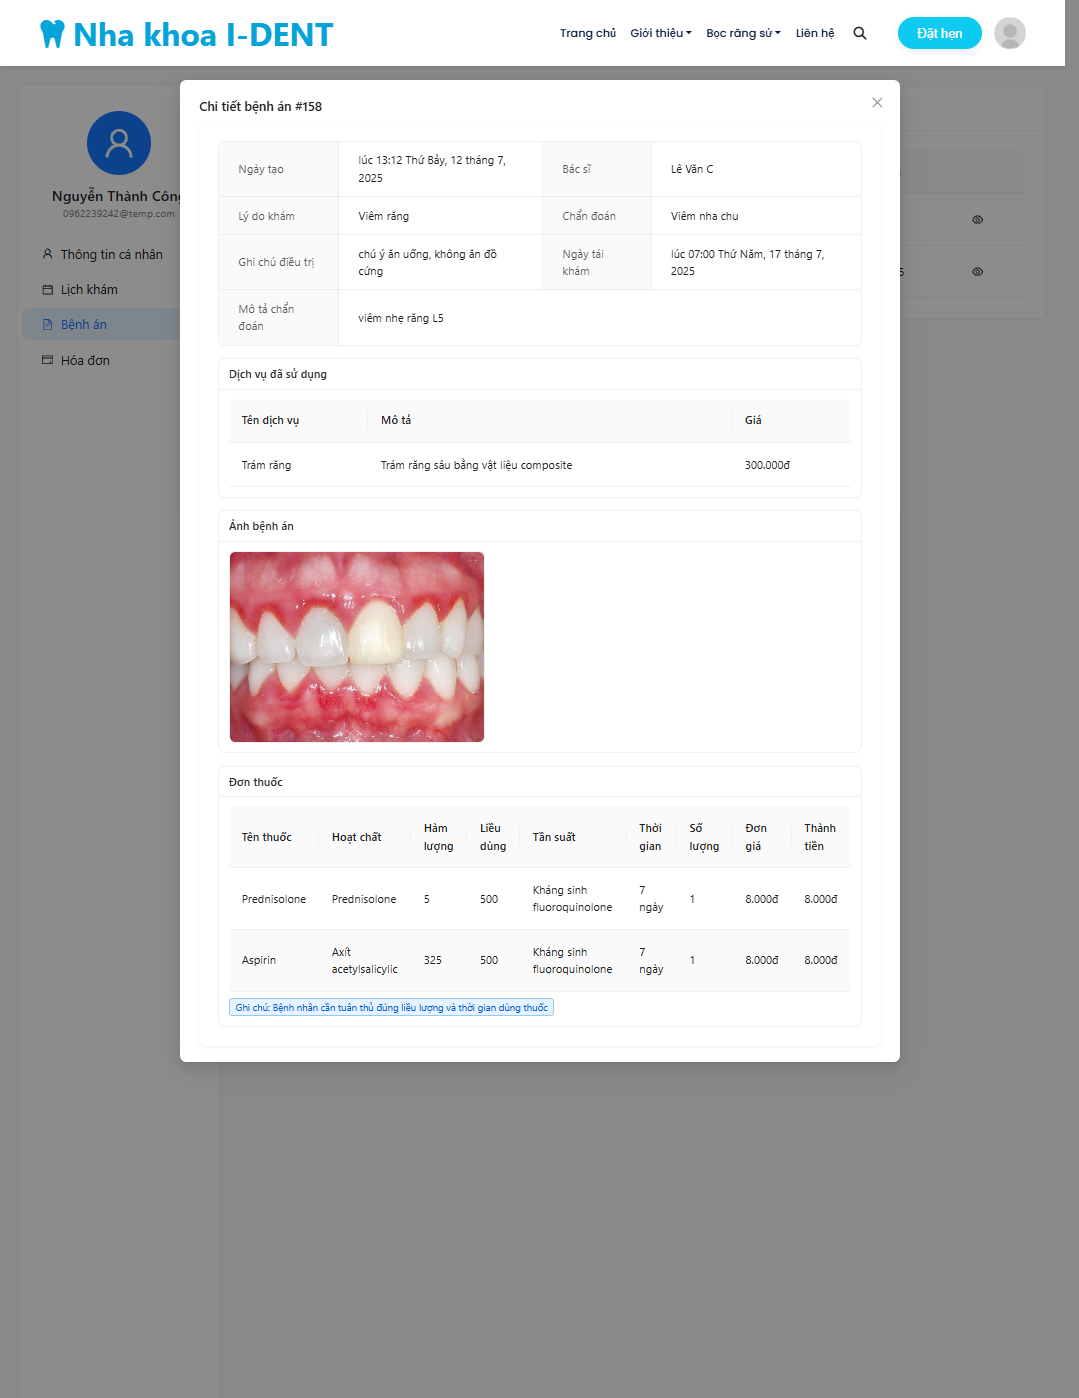 Nha khoa I-DENT
Trang chủ Giới thiệu Bọc răng sứ Liên hệ Đặt hẹn
Nguyễn Thành Công
0962239242@temp.com
Thông tin cá nhân
Lịch khám
Bệnh án
Hóa đơn
Chi tiết bệnh án #158
Ngày tạo
lúc 13:12 Thứ Bảy, 12 tháng 7,
2025
Bác sĩ
Lê Văn C
Lý do khám
Viêm răng
Chẩn đoán
Viêm nha chu
Ghi chú điều trị
chú ý ăn uống, không ăn đồ
cứng
Ngày tái
khám
lúc 07:00 Thứ Năm, 17 tháng 7,
2025
Mô tả chẩn
đoán
viêm nhẹ răng L5
Dịch vụ đã sử dụng
Tên dịch vụ Mô tả Giá
Trám răng Trám răng sâu bằng vật liệu composite 300.000đ
Ảnh bệnh án
Đơn thuốc
Tên thuốc
Hoạt chất
Hàm
lượng
Liều
dùng
Tần suất
Thời
gian
Số
lượng
Đơn
giá
Thành
tiền
Prednisolone
Prednisolone
5
500
Kháng sinh
fluoroquinolone
7
ngày
1
8.000đ
8.000đ
Aspirin
Axít
acetylsalicylic
325
500
Kháng sinh
fluoroquinolone
7
ngày
1
8.000đ
8.000đ
Ghi chú: Bệnh nhân cần tuân thủ đúng liều lượng và thời gian dùng thuốc